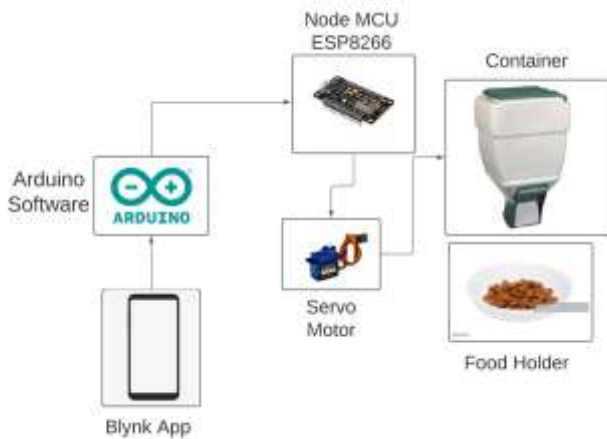 Node MCU
ESP8266
Container
Arduino
Software
ARDUINO
Servo
Motor
Food Holder
Blynk App